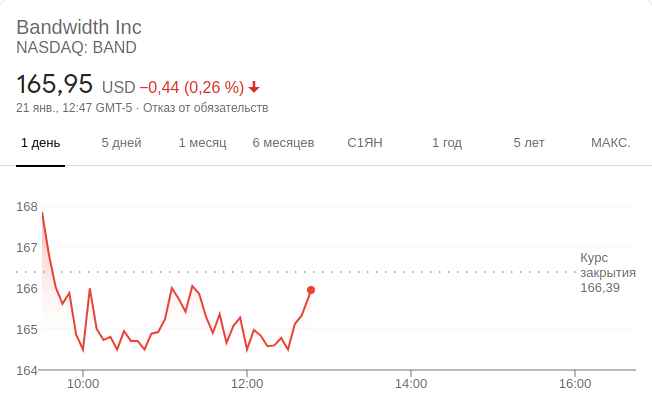 Bandwidth Inc
NASDAQ: BAND
165,95 USD −0,44 (0,26 %)
21 янв., 12:47 GMT-5 · Отказ от обязательств
1 день 5 дней 1 месяц 6 месяцев С1ЯН 1 год 5 лет МАКС.
168
167
Курс
закрытия
166,39
166
165
164
10:00 12:00 14:00 16:00